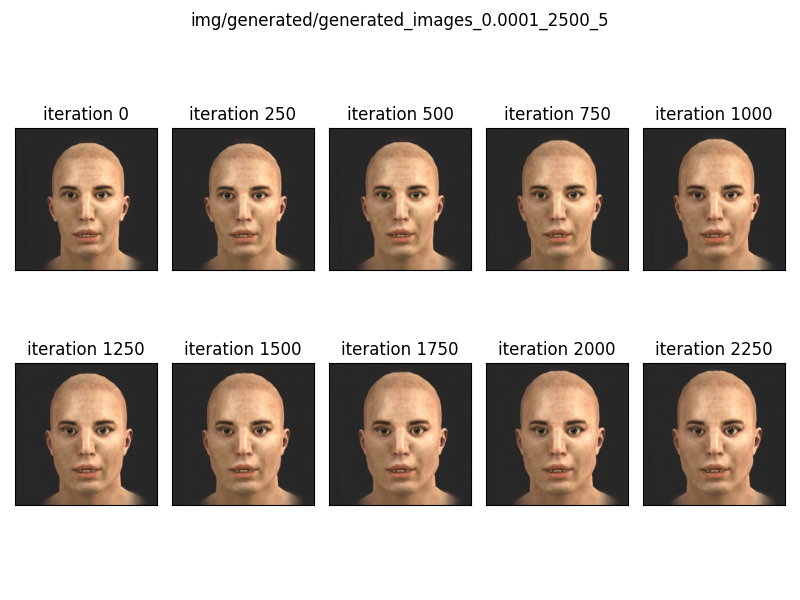 img/generated/generated_images_0.0001_2500_5
iteration 0
iteration 250
iteration 500
iteration 750
iteration 1000
iteration 1250
iteration 1500
iteration 1750
iteration 2000
iteration 2250